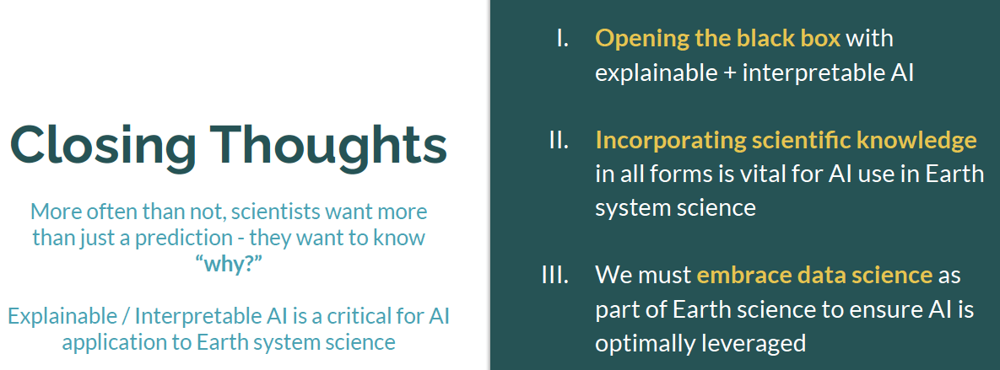 Closing Thoughts
More often than not, scientists want more
than just a prediction - they want to know
“why?”
Explainable / Interpretable AI is a critical for AI
application to Earth system science
I. Opening the black box with
explainable + interpretable AI
II. Incorporating scientific knowledge
in all forms is vital for AI use in Earth
system science
III. We must embrace data science as
part of Earth science to ensure AI is
optimally leveraged